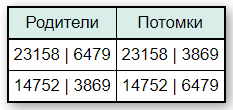 Родители Потомки
23158 | 6479 23158 | 3869
14752 | 3869 14752 | 6479